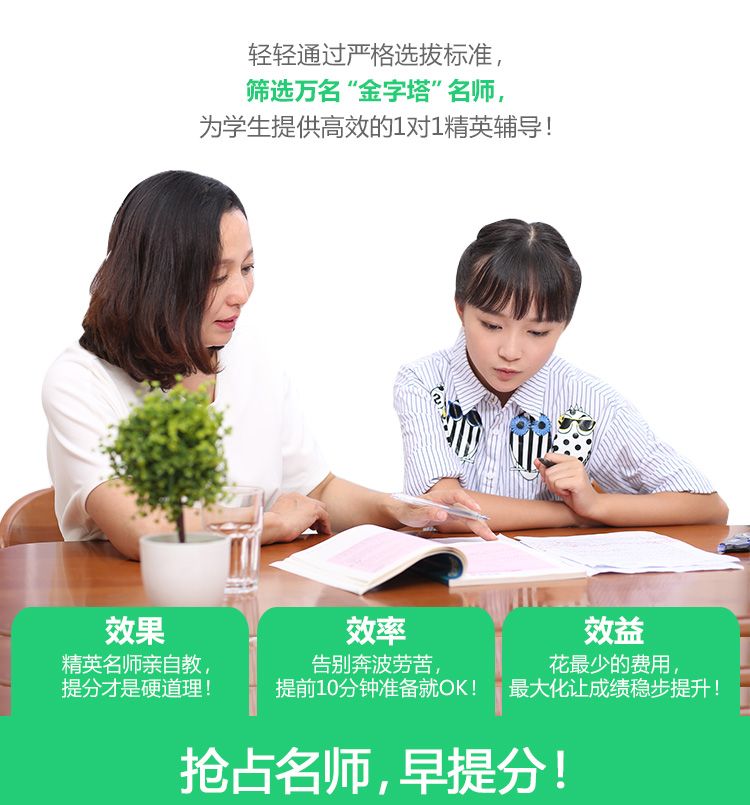 轻轻通过严格选拔标准，
筛选万名“金字塔”名师，
为学生提供高效的1对1精英辅导！
效果
精英名师亲自教，
提分才是硬道理！
效率
告别奔波劳苦，
提前10分钟准备就OK！
效益
花最少的费用，
最大化让成绩稳步提升！
抢占名师，早提分！